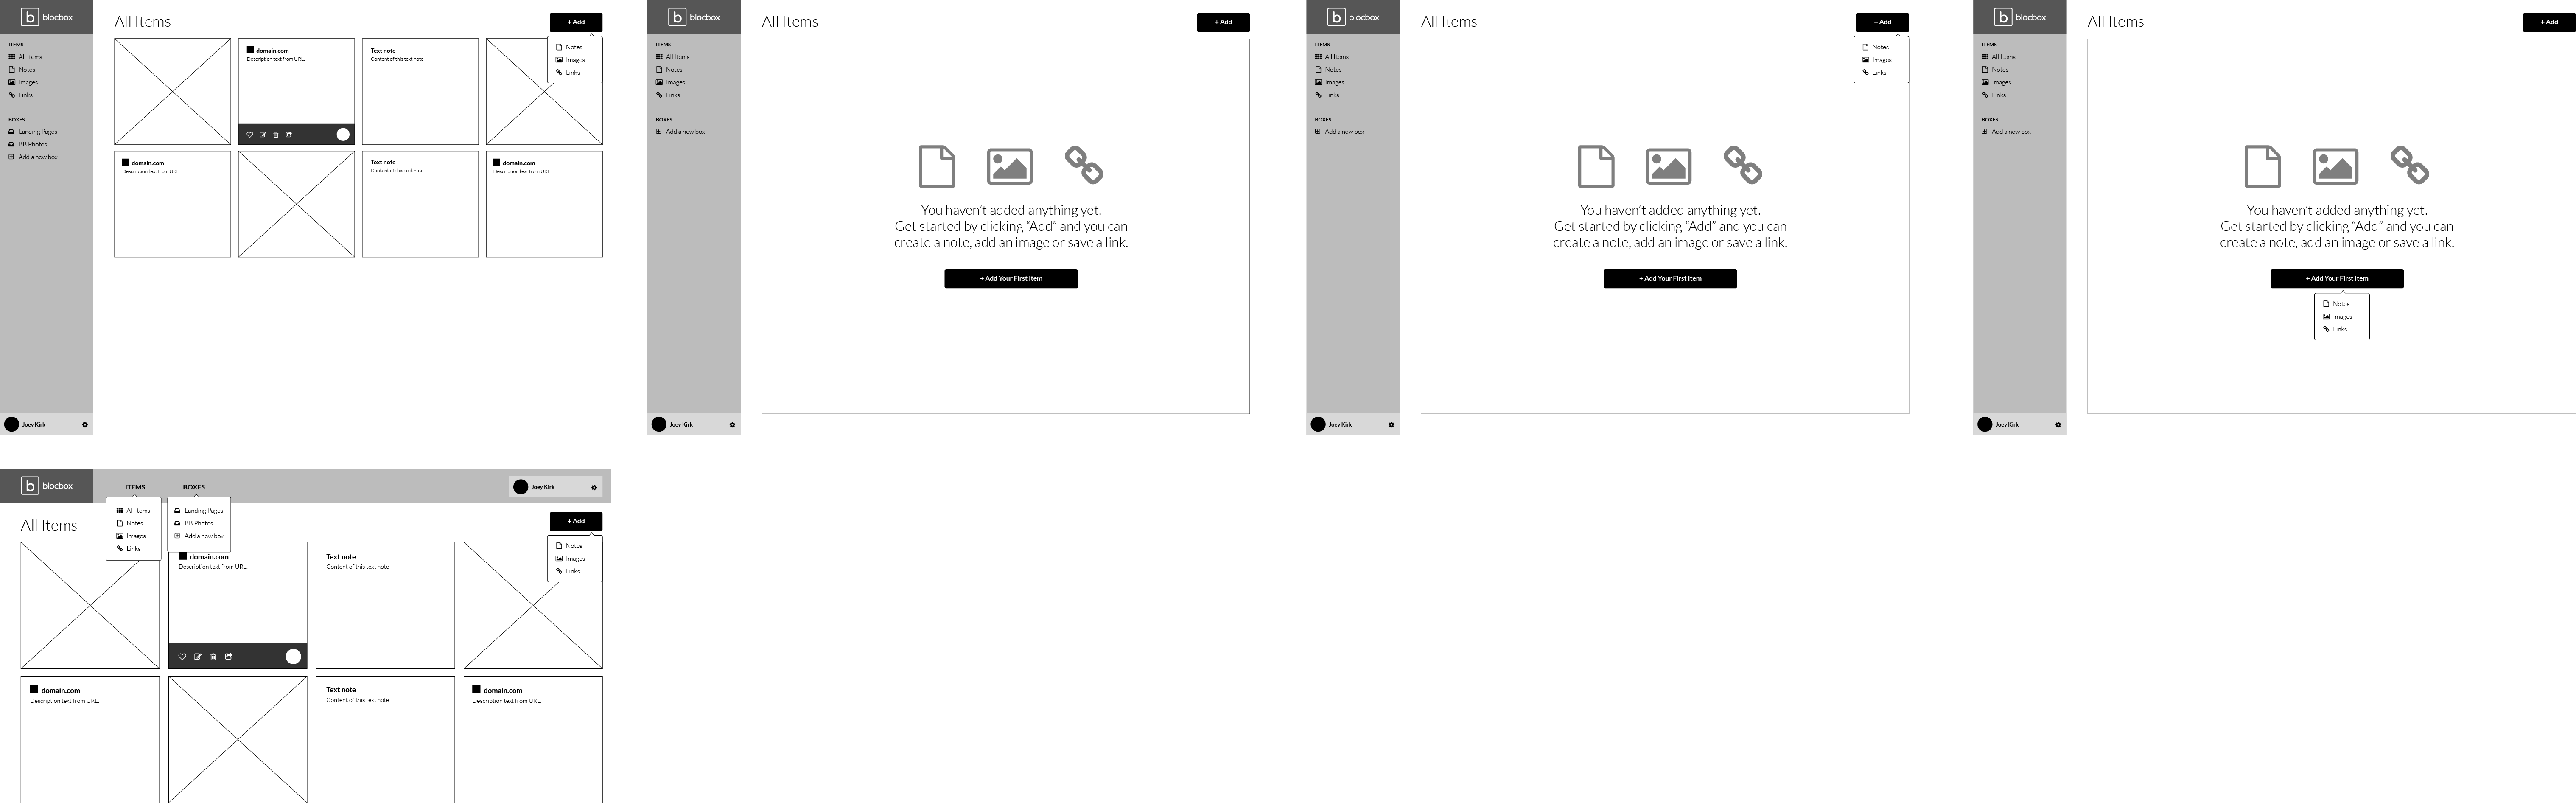 blocbox
ITEMS
All Items
Notes
Images
Links
BOXES
Landing Pages
BB Photos
Add a new box
Joey Kirk
All Items
+ Add
Notes
Images
Links
domain.com
Description text from URL.
Text note
Content of this text note
domain.com
Description text from URL.
Text note
Content of this text note
domain.com
Description text from URL.
blocbox
ITEMS
All Items
Notes
Images
Links
BOXES
Add a new box
Joey Kirk
All Items
+ Add
You haven't added anything yet.
Get started by clicking “Add” and you can
create a note, add an image or save a link.
+ Add Your First Item
blocbox
ITEMS
All Items
Notes
Images
Links
BOXES
Add a new box
Joey Kirk
All Items
+ Add
Notes
Images
Links
You haven't added anything yet.
Get started by clicking “Add” and you can
create a note, add an image or save a link.
+ Add Your First Item
blocbox
ITEMS
All Items
Notes
Images
Links
BOXES
Add a new box
Joey Kirk
All Items
+ Add
You haven't added anything yet.
Get started by clicking “Add” and you can
create a note, add an image or save a link.
+ Add Your First Item
Notes
Images
Links
blocbox
ITEMS
BOXES
Joey Kirk
All Items
Notes
Images
Links
Landing Pages
BB Photos
Add a new box
All Items
+ Add
Notes
Images
Links
domain.com
Description text from URL.
Text note
Content of this text note
domain.com
Description text from URL.
Text note
Content of this text note
domain.com
Description text from URL.